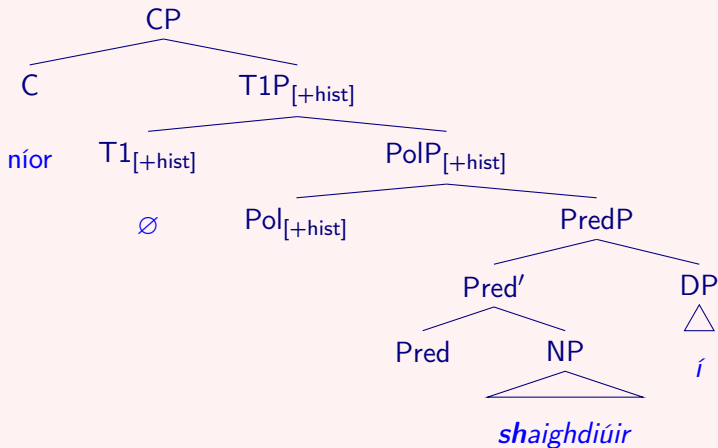 CP
C T1P[+hist]
níor T1[+hist] PolP[+hist]
∅ Pol[+hist] PredP
Pred′ DP
Pred NP í
shaighdiúir